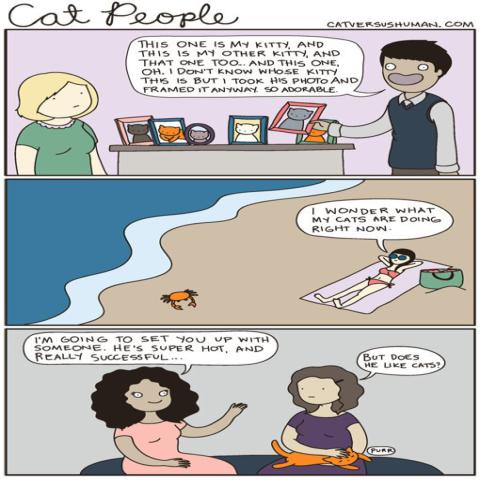 Cat People
CATVERSUSHUMAN.COM
THIS ONE IS MY KITTY, AND
THIS IS MY OTHER KITTY, AND
THAT ONE TOO.. AND THIS ONE,
OH. I DON'T KNOW WHOSE KITTY
THIS IS BUT I TOOK HIS PHOTO AND
FRAMED IT ANYWAY. SO ADORABLE.
I WONDER WHAT
MY CATS ARE DOING
RIGHT NOW.
I'M GOING TO SET YOU UP WITH
SOMEONE. HE'S SUPER HOT, AND
REALLY SUCCESSFUL...
BUT DOES
HE LIKE CATS?
PURR